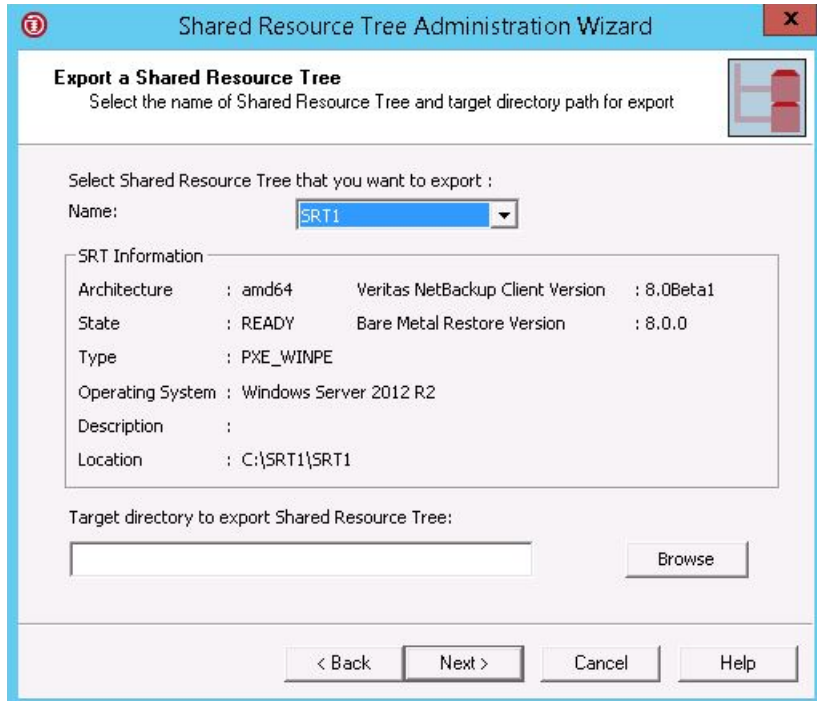 Shared Resource Tree Administration Wizard
x
Export a Shared Resource Tree
Select the name of Shared Resource Tree and target directory path for export
Select Shared Resource Tree that you want to export :
Name: SRT1
SRT Information
Architecture : amd64 Veritas NetBackup Client Version : 8.0Beta1
State : READY Bare Metal Restore Version : 8.0.0
Type : PXE_WINPE
Operating System : Windows Server 2012 R2
Description :
Location : C:\SRT1\SRT1
Target directory to export Shared Resource Tree:
Browse
< Back Next > Cancel Help